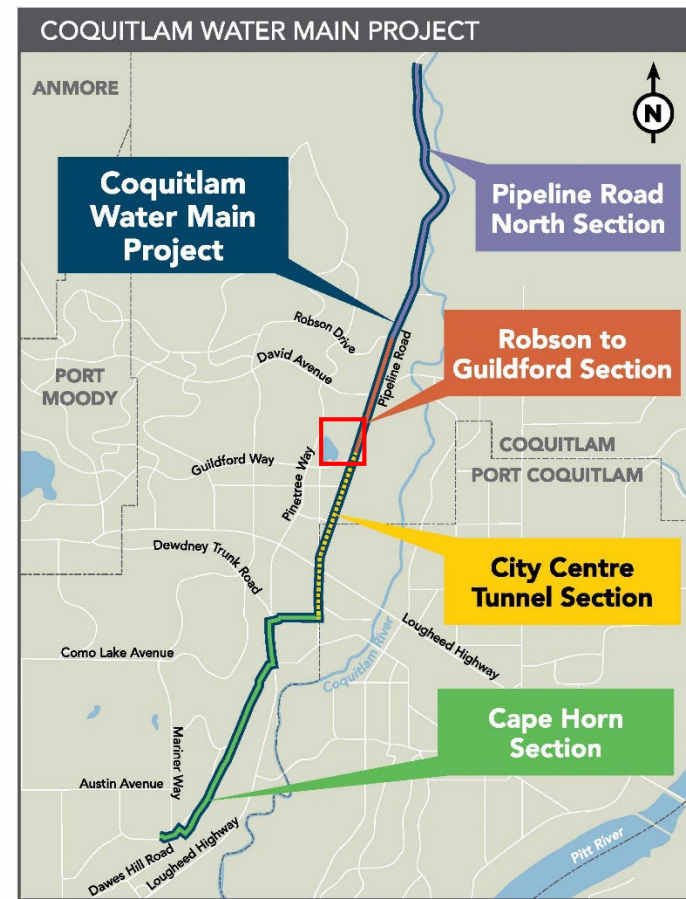 COQUITLAM WATER MAIN PROJECT
ANMORE
N
Coquitlam
Water Main
Project
Pipeline Road
North Section
Robson Drive
David Avenue
Pipeline Road
Robson to
Guildford Section
PORT
MOODY
Guildford Way
Pinetree Way
COQUITLAM
PORT COQUITLAM
Dewdney Trunk Road
City Centre
Tunnel Section
Lougheed Highway
Coquitlam River
Como Lake Avenue
Mariner Way
Cape Horn
Section
Austin Avenue
Dawes Hill Road
Lougheed Highway
Pitt River